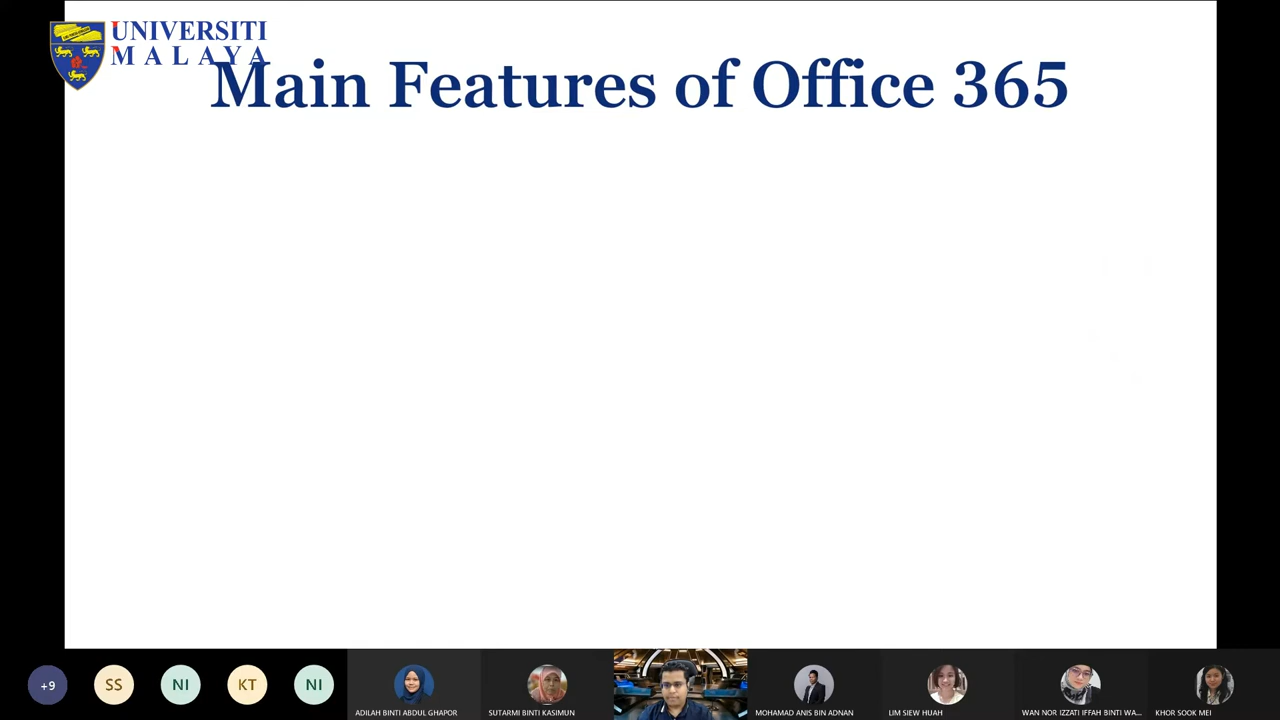 UNIVERSITI
MALAYA
Main Features of Office 365
+9
SS
NI
KT
NI
ADILAH BINTI ABDUL GHAPOR
SUTARMI BINTI KASIMUN
MOHAMAD ANIS BIN ADNAN
LIM SIEW HUAH
WAN NOR IZZATI IFFAH BINTI WA...
KHOR SOOK MEI